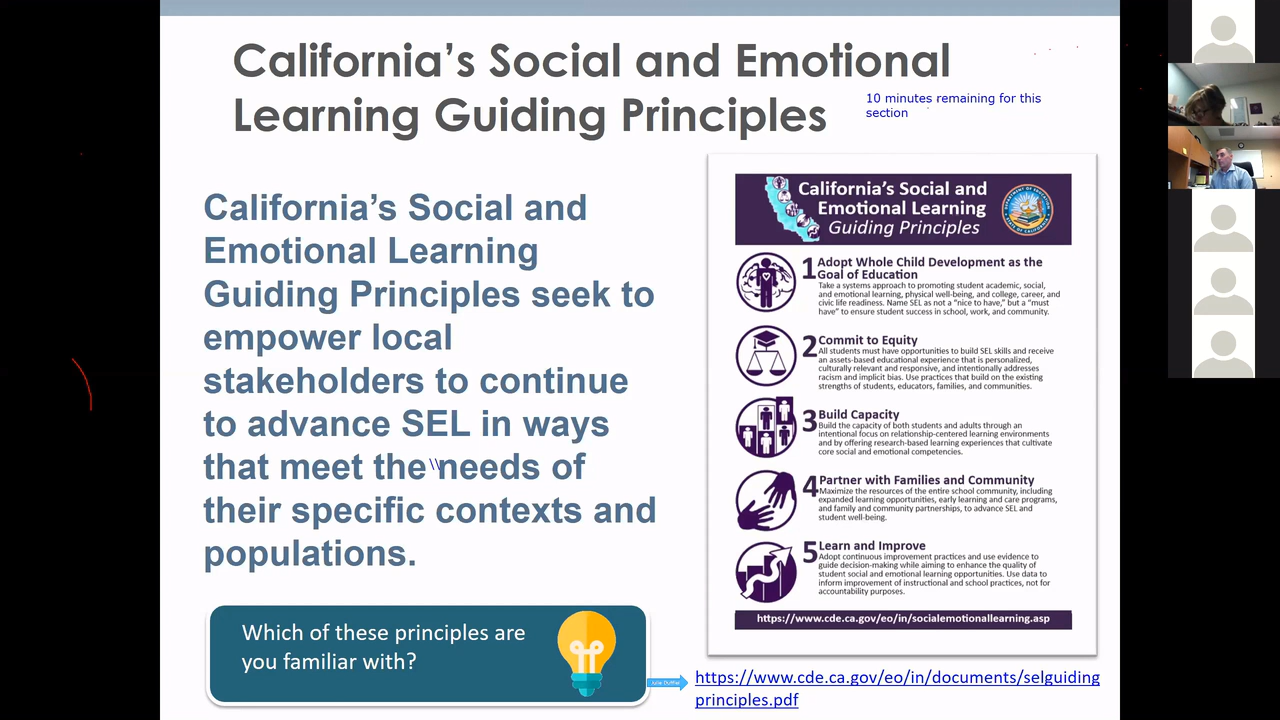 California’s Social and Emotional
Learning Guiding Principles
10 minutes remaining for this
section
California’s Social and
Emotional Learning
Guiding Principles seek to
empower local
stakeholders to continue
to advance SEL in ways
that meet the needs of
their specific contexts and
populations.
Which of these principles are
you familiar with?
California’s Social and
Emotional Learning
Guiding Principles
1 Adopt Whole Child Development as the
Goal of Education
Take a systems approach to promoting student academic, social,
and emotional learning, physical well-being, and college, career, and
civic life readiness. Name SEL as not a “nice to have,” but a “must
have” to ensure student success in school, work, and community.
2 Commit to Equity
All students must have opportunities to build SEL skills and receive
an assets-based educational experience that is personalized,
culturally relevant and responsive, and intentionally addresses
racism and implicit bias. Use practices that build on the existing
strengths of students, educators, families, and communities.
3 Build Capacity
Build the capacity of both students and adults through an
intentional focus on relationship-centered learning environments
and by offering research-based learning experiences that cultivate
core social and emotional competencies.
4 Partner with Families and Community
Maximize the resources of the entire school community, including
expanded learning opportunities, early learning and care programs,
and family and community partnerships, to advance SEL and
student well-being.
5 Learn and Improve
Adopt continuous improvement practices and use evidence to
guide decision-making while aiming to enhance the quality of
student social and emotional learning opportunities. Use data to
inform improvement of instructional and school practices, not for
accountability purposes.
https://www.cde.ca.gov/eo/in/socialemotionallearning.asp
https://www.cde.ca.gov/eo/in/documents/selguiding
principles.pdf